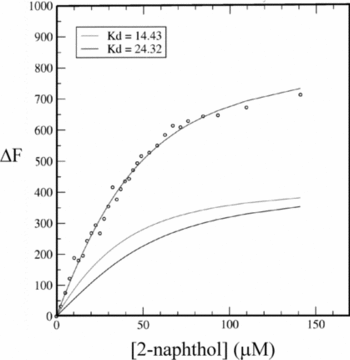 1000
900
800
700
600
500
400
300
200
100
0
Kd = 14.43
Kd = 24.32
ΔF
0 50 100 150
[2-naphthol] (μM)